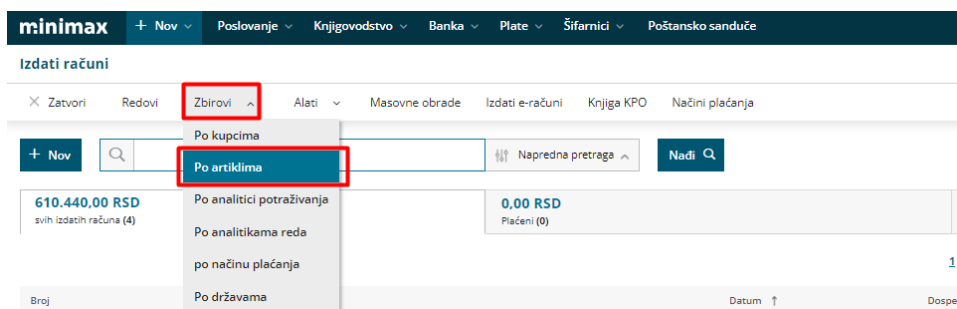 minimax + Nov Poslovanje Knjigovodstvo Banka Plate Šifarnici Poštansko sanduče
Izdati računi
Zatvori Redovi Zbirovi Alati Masovne obrade Izdati e-računi Knjiga KPO Načini plaćanja
Po kupcima
+ Nov Napredna pretraga Nađi
Po artiklima
610.440,00 RSD Po analitici potraživanja 0,00 RSD
svih izdatih računa (4) Plaćeni (0)
Po analitikama reda
po načinu plaćanja 1
Broj Po državama Datum ↑ Dospe